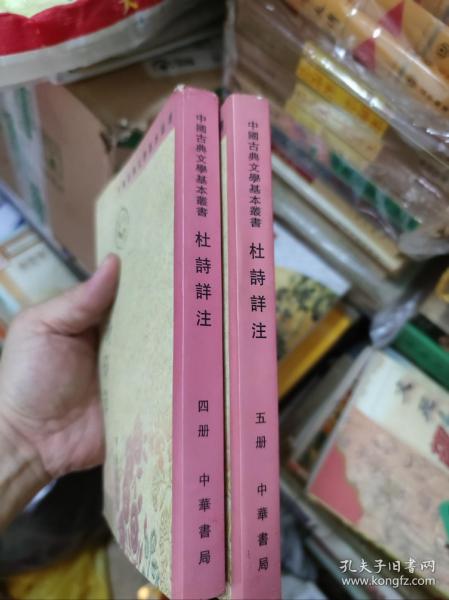 中國古典文學基本叢書
杜詩詳注
四册
中華書局
中國古典文學基本叢書
杜詩詳注
五册
中華書局
孔夫子旧书网
www.kongfz.com